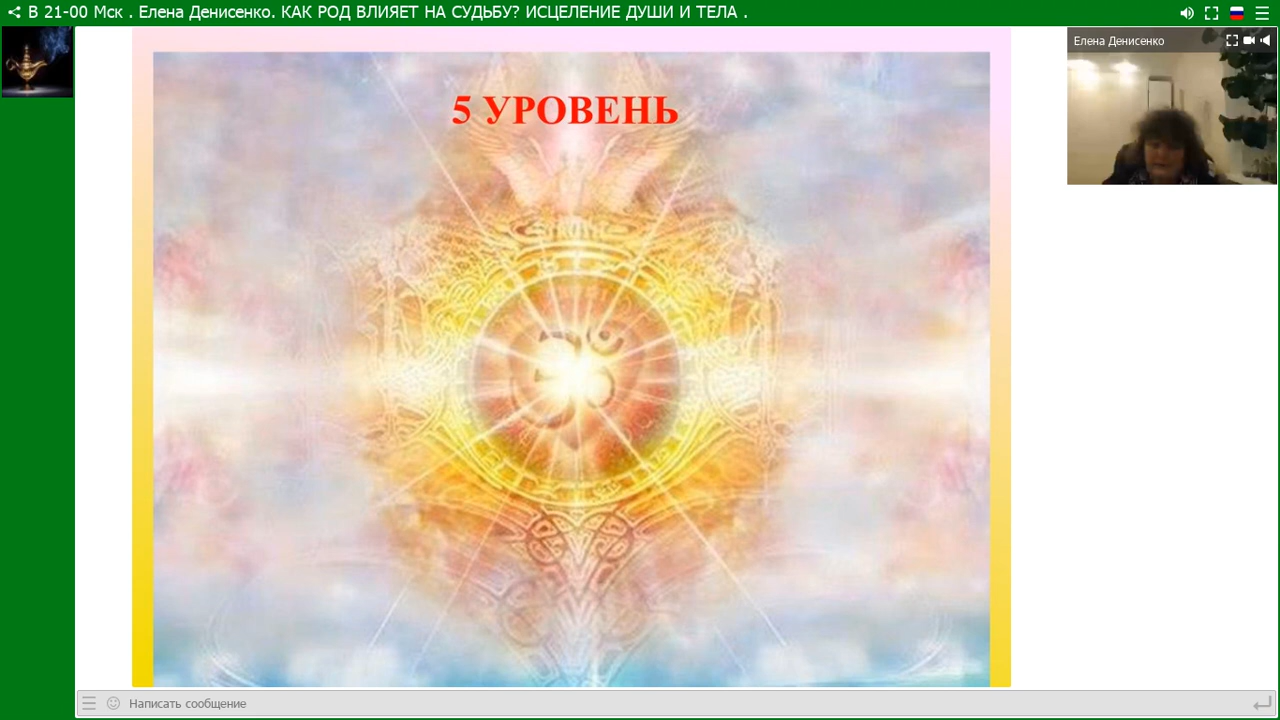 В 21-00 Мск . Елена Денисенко. КАК РОД ВЛИЯЕТ НА СУДЬБУ? ИСЦЕЛЕНИЕ ДУШИ И ТЕЛА .
Елена Денисенко
5 УРОВЕНЬ
Написать сообщение